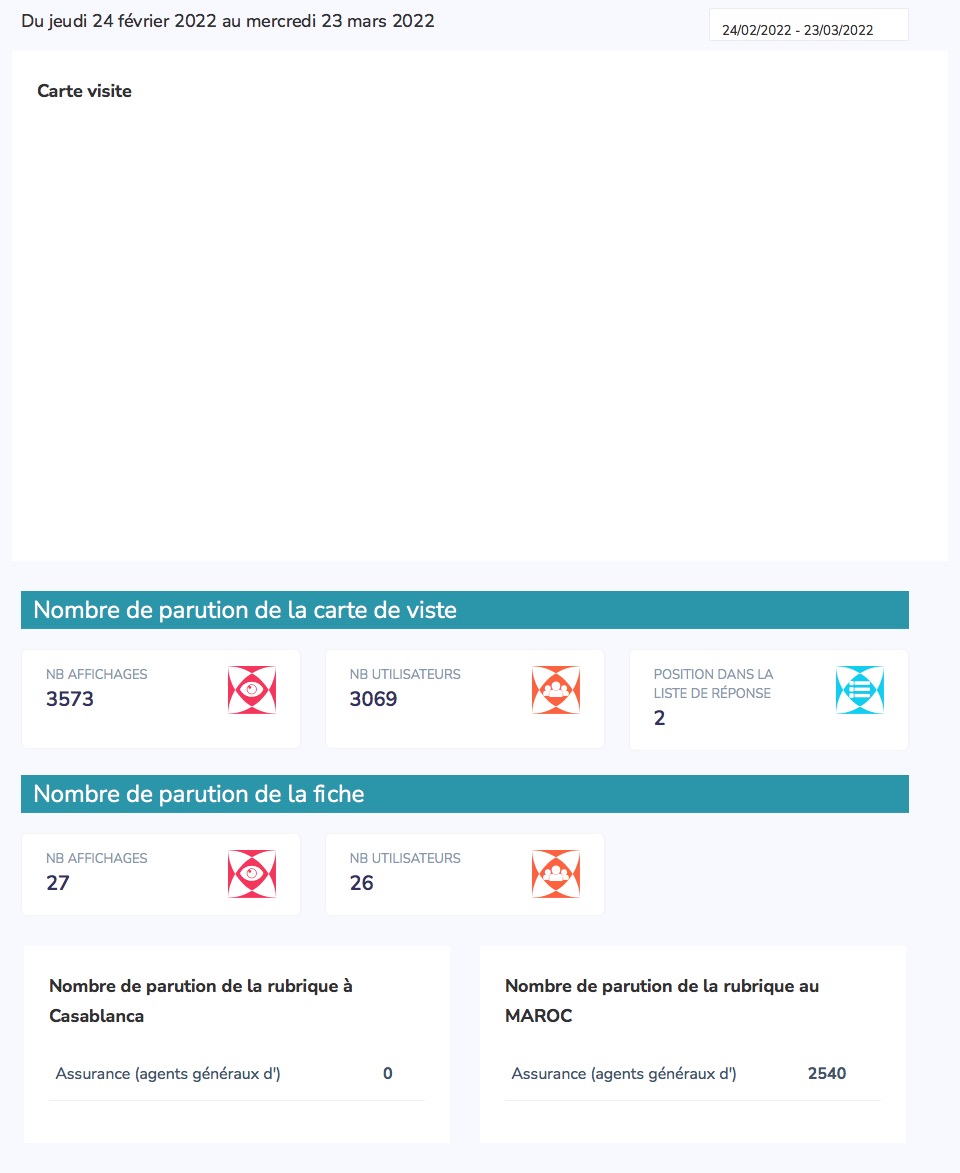 Du jeudi 24 février 2022 au mercredi 23 mars 2022
24/02/2022 - 23/03/2022
Carte visite
Nombre de parution de la carte de viste
NB AFFICHAGES
3573
NB UTILISATEURS
3069
POSITION DANS LA
LISTE DE RÉPONSE
2
Nombre de parution de la fiche
NB AFFICHAGES
27
NB UTILISATEURS
26
Nombre de parution de la rubrique à
Casablanca
Assurance (agents généraux d') 0
Nombre de parution de la rubrique au
MAROC
Assurance (agents généraux d') 2540